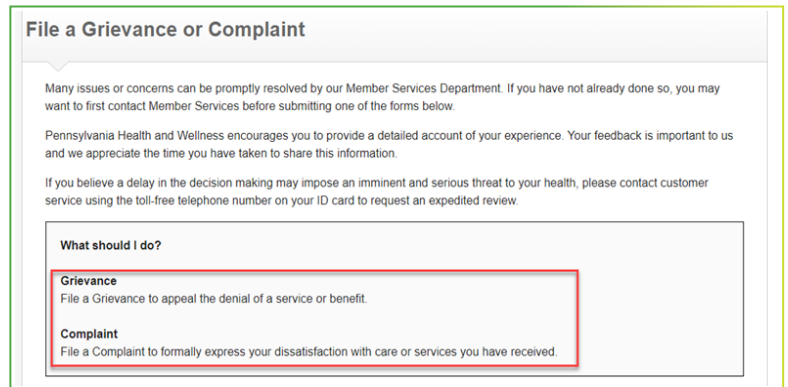 File a Grievance or Complaint
Many issues or concerns can be promptly resolved by our Member Services Department. If you have not already done so, you may
want to first contact Member Services before submitting one of the forms below.
Pennsylvania Health and Wellness encourages you to provide a detailed account of your experience. Your feedback is important to us
and we appreciate the time you have taken to share this information.
If you believe a delay in the decision making may impose an imminent and serious threat to your health, please contact customer
service using the toll-free telephone number on your ID card to request an expedited review.
What should I do?
Grievance
File a Grievance to appeal the denial of a service or benefit.
Complaint
File a Complaint to formally express your dissatisfaction with care or services you have received.